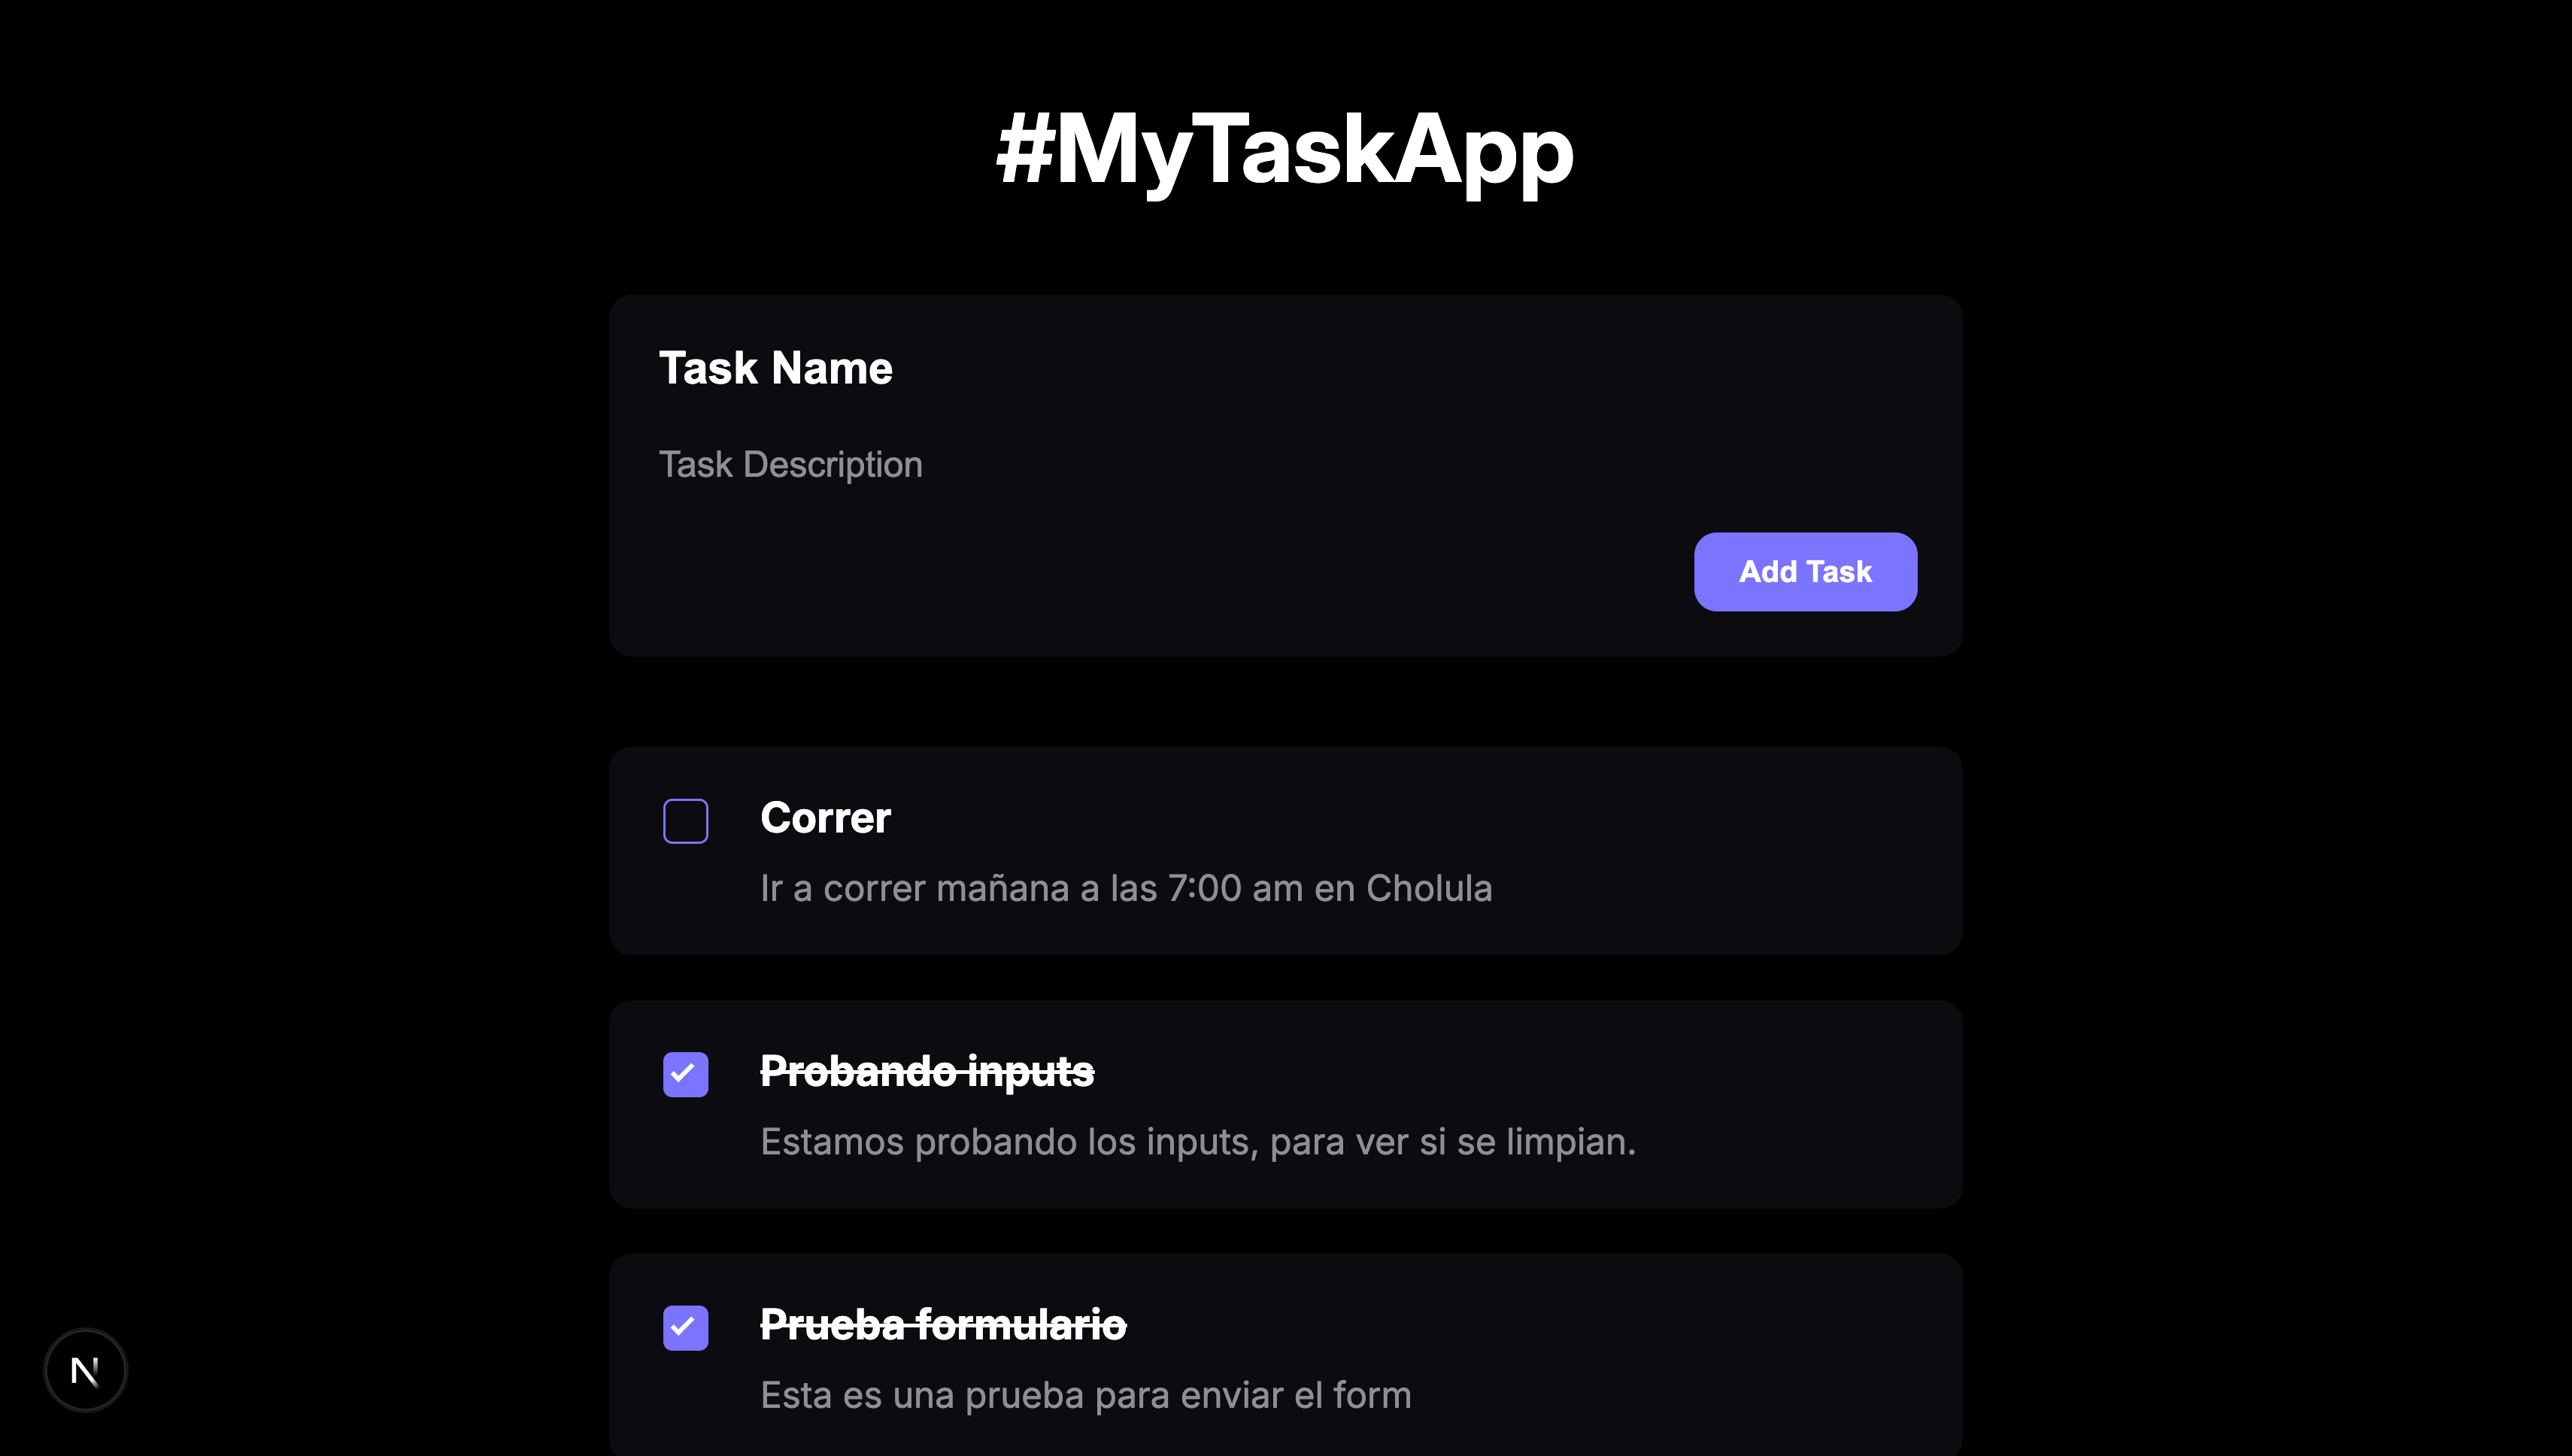 #MyTaskApp
Task Name
Task Description
Add Task
Correr
Ir a correr mañana a las 7:00 am en Cholula
Probando inputs
Estamos probando los inputs, para ver si se limpian.
Prueba formulario
Esta es una prueba para enviar el form
N